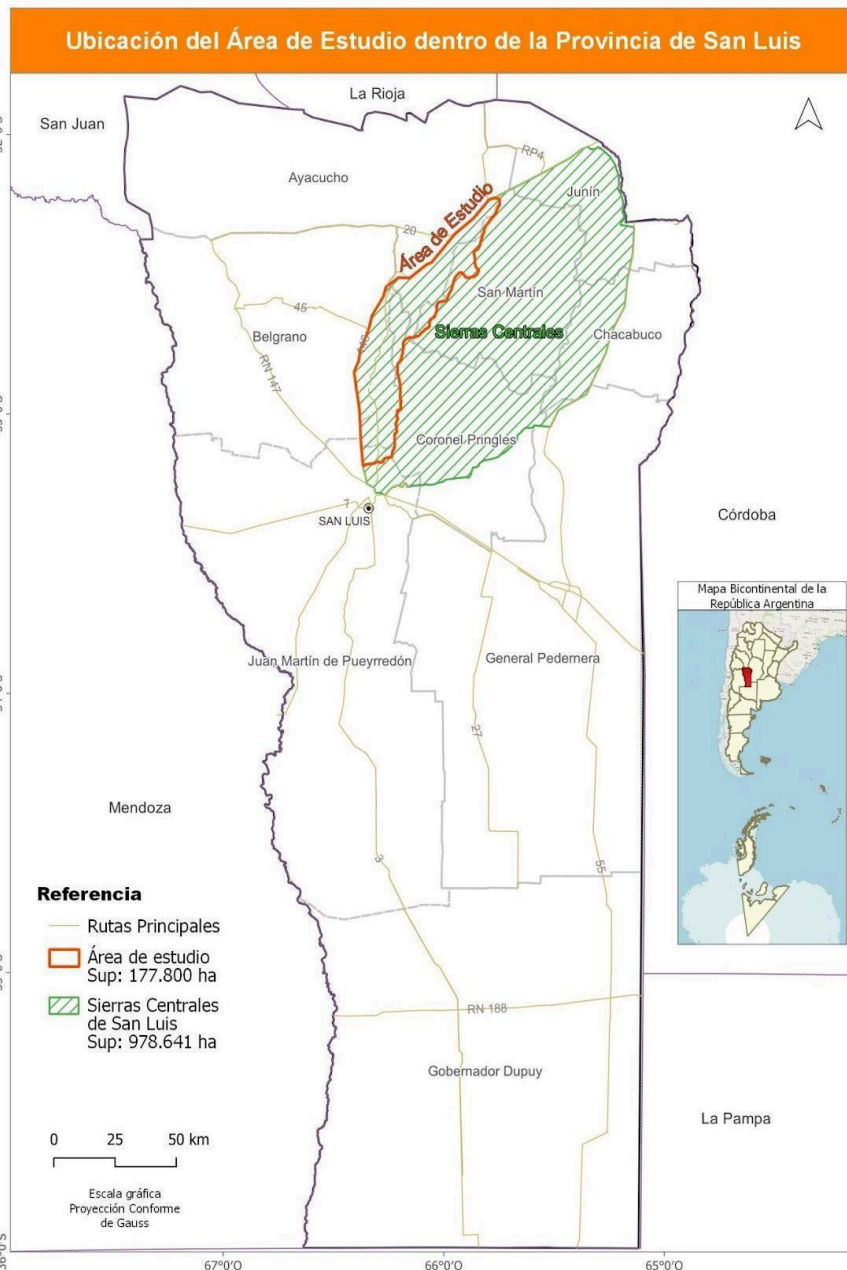 Ubicación del Área de Estudio dentro de la Provincia de San Luis
La Rioja
San Juan
Ayacucho
RP4
Junín
20
Área de Estudio
San Martín
45
Sierras Centrales
Belgrano
Chacabuco
RN 147
Coronel Pringles
7
SAN LUIS
Córdoba
Mapa Bicontinental de la
República Argentina
Juan Martín de Pueyrredón
General Pedernera
27
Mendoza
3
55
Referencia
Rutas Principales
Área de estudio
Sup: 177.800 ha
Sierras Centrales
de San Luis
Sup: 978.641 ha
RN 188
Gobernador Dupuy
La Pampa
0 25 50 km
Escala gráfica
Proyección Conforme
de Gauss
67°0'O 66°0'O 65°0'O